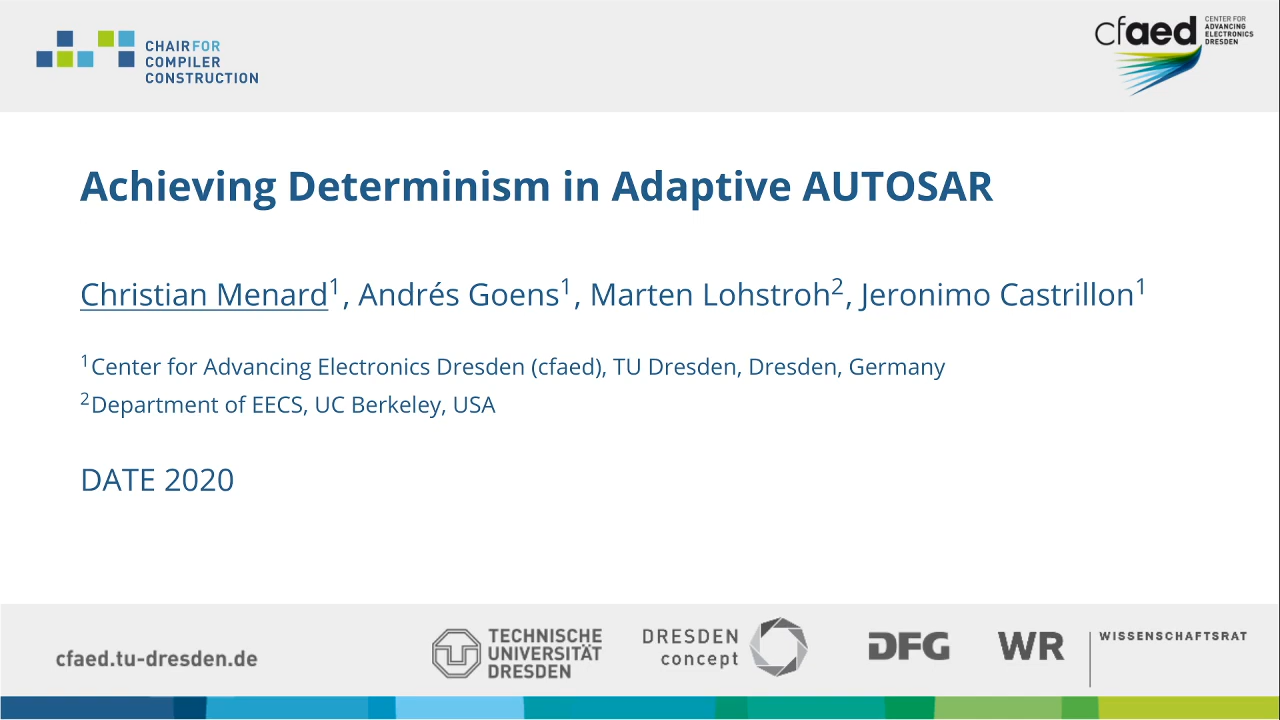 CHAIR FOR
COMPILER
CONSTRUCTION
cfaed
CENTER FOR
ADVANCING
ELECTRONICS
DRESDEN
Achieving Determinism in Adaptive AUTOSAR
Christian Menard¹, Andrés Goens¹, Marten Lohstroh², Jeronimo Castrillon¹
¹Center for Advancing Electronics Dresden (cfaed), TU Dresden, Dresden, Germany
²Department of EECS, UC Berkeley, USA
DATE 2020
cfaed.tu-dresden.de
TECHNISCHE
UNIVERSITÄT
DRESDEN
DRESDEN
concept
DFG
WR
WISSENSCHAFTSRAT